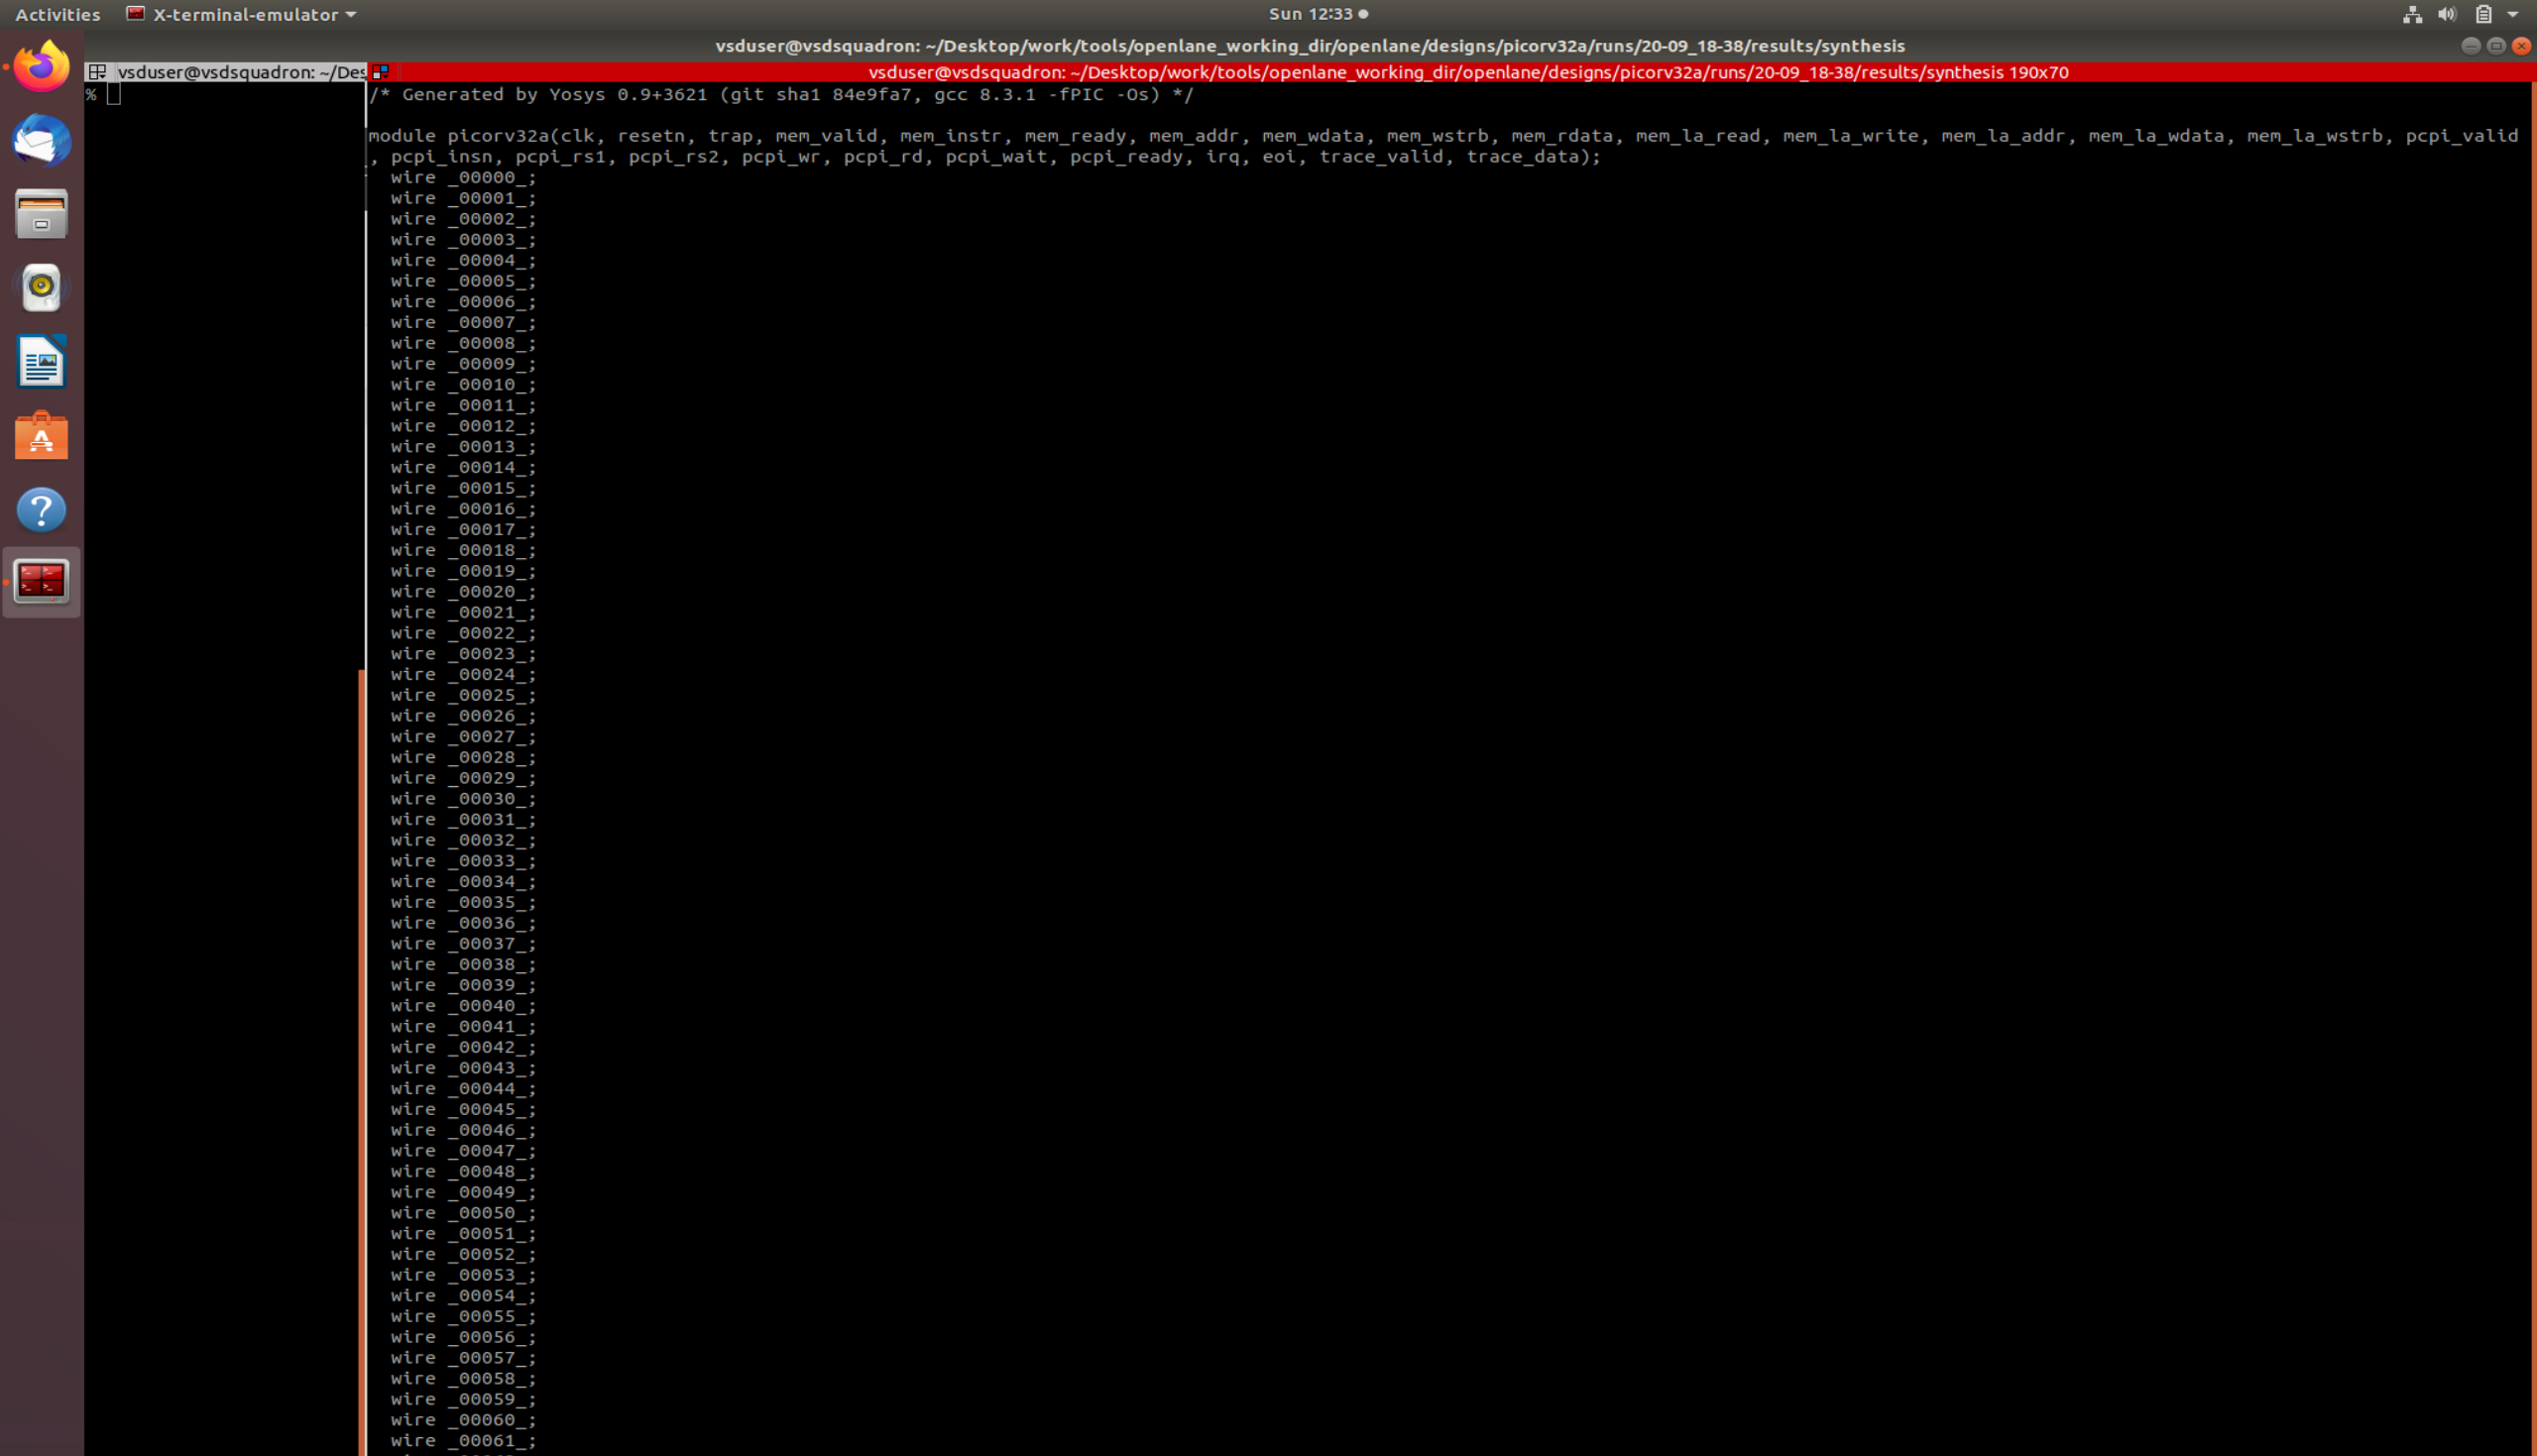 Activities X-terminal-emulator Sun 12:33
vsduser@vsdsquadron: ~/Desktop/work/tools/openlane_working_dir/openlane/designs/picorv32a/runs/20-09_18-38/results/synthesis
vsduser@vsdsquadron: ~/Des
vsduser@vsdsquadron: ~/Desktop/work/tools/openlane_working_dir/openlane/designs/picorv32a/runs/20-09_18-38/results/synthesis 190x70
%
/* Generated by Yosys 0.9+3621 (git sha1 84e9fa7, gcc 8.3.1 -fPIC -Os) */
module picorv32a(clk, resetn, trap, mem_valid, mem_instr, mem_ready, mem_addr, mem_wdata, mem_wstrb, mem_rdata, mem_la_read, mem_la_write, mem_la_addr, mem_la_wdata, mem_la_wstrb, pcpi_valid
, pcpi_insn, pcpi_rs1, pcpi_rs2, pcpi_wr, pcpi_rd, pcpi_wait, pcpi_ready, irq, eoi, trace_valid, trace_data);
wire _00000_;
wire _00001_;
wire _00002_;
wire _00003_;
wire _00004_;
wire _00005_;
wire _00006_;
wire _00007_;
wire _00008_;
wire _00009_;
wire _00010_;
wire _00011_;
wire _00012_;
wire _00013_;
wire _00014_;
wire _00015_;
wire _00016_;
wire _00017_;
wire _00018_;
wire _00019_;
wire _00020_;
wire _00021_;
wire _00022_;
wire _00023_;
wire _00024_;
wire _00025_;
wire _00026_;
wire _00027_;
wire _00028_;
wire _00029_;
wire _00030_;
wire _00031_;
wire _00032_;
wire _00033_;
wire _00034_;
wire _00035_;
wire _00036_;
wire _00037_;
wire _00038_;
wire _00039_;
wire _00040_;
wire _00041_;
wire _00042_;
wire _00043_;
wire _00044_;
wire _00045_;
wire _00046_;
wire _00047_;
wire _00048_;
wire _00049_;
wire _00050_;
wire _00051_;
wire _00052_;
wire _00053_;
wire _00054_;
wire _00055_;
wire _00056_;
wire _00057_;
wire _00058_;
wire _00059_;
wire _00060_;
wire _00061_;